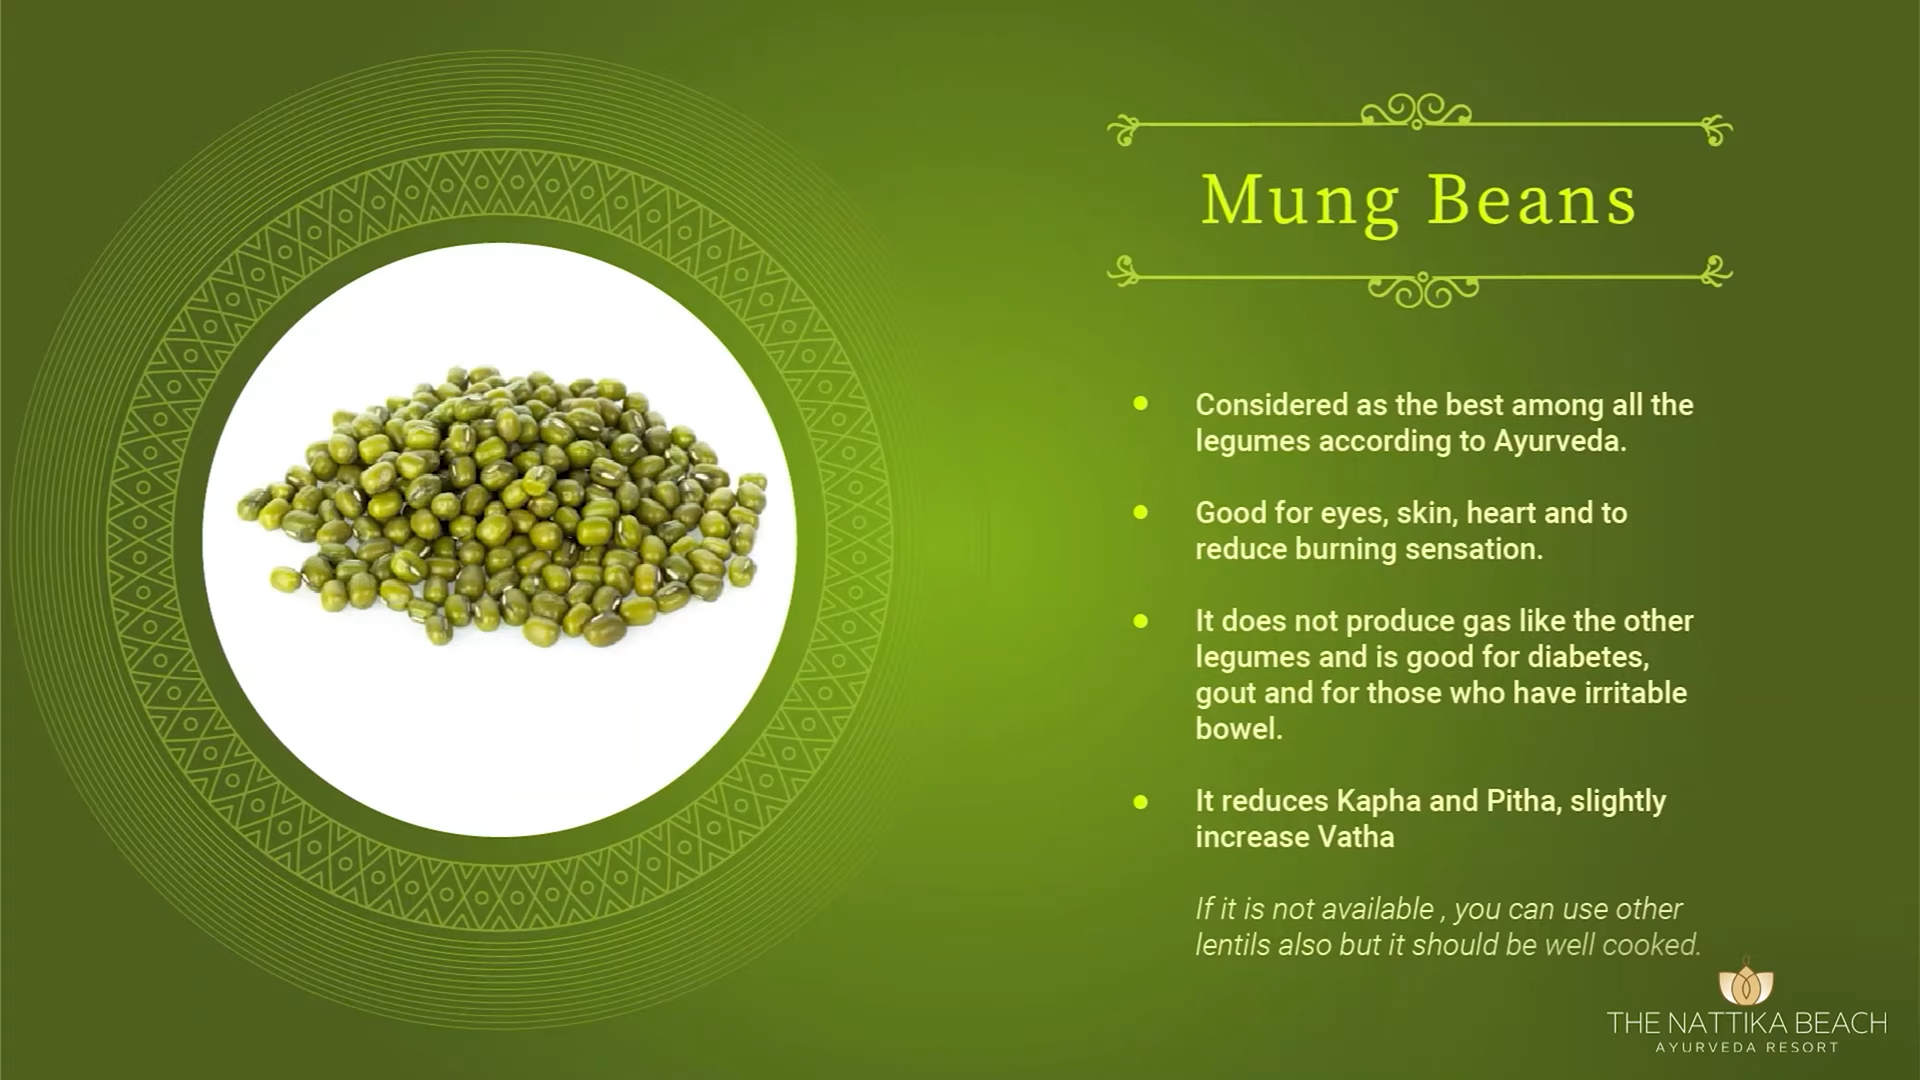 Mung Beans
Considered as the best among all the
legumes according to Ayurveda.
Good for eyes, skin, heart and to
reduce burning sensation.
It does not produce gas like the other
legumes and is good for diabetes,
gout and for those who have irritable
bowel.
It reduces Kapha and Pitha, slightly
increase Vatha
If it is not available , you can use other
lentils also but it should be well cooked.
THE NATTIKA BEACH
AYURVEDA RESORT